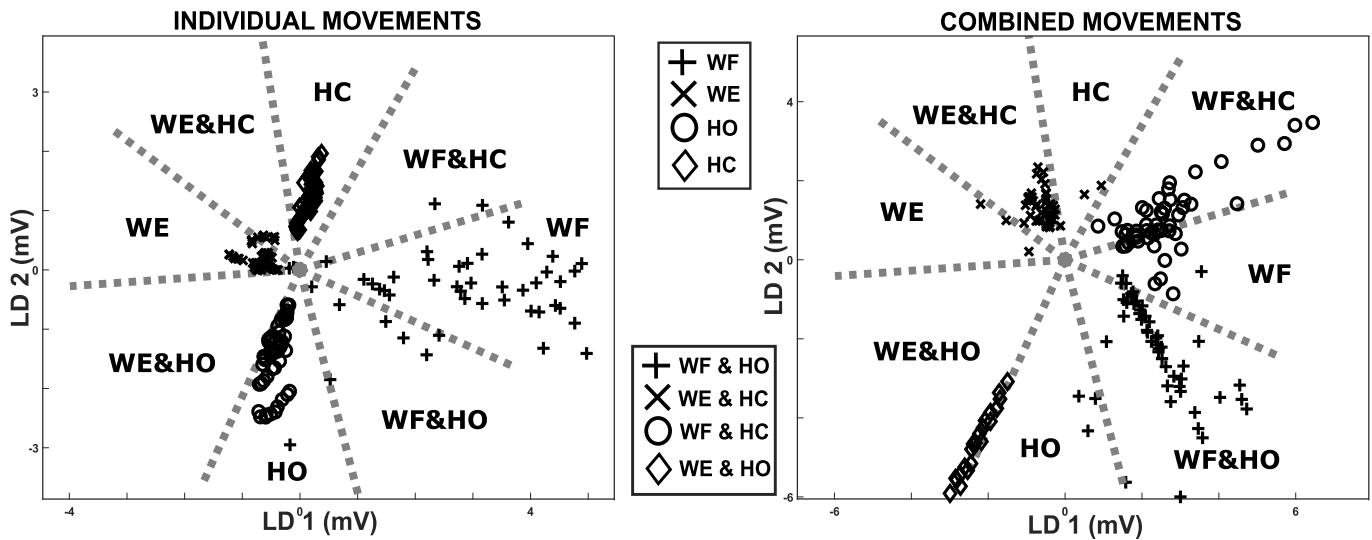 INDIVIDUAL MOVEMENTS
HC
WE&HC
WF&HC
WE
WF
WE&HO
WF&HO
HO
3
0
-3
LD 2 (mV)
-4
0
4
LD 1 (mV)
WF
WE
HO
HC
WF & HO
WE & HC
WF & HC
WE & HO
COMBINED MOVEMENTS
HC
WF&HC
WE&HC
WE
WF
WE&HO
HO
WF&HO
4
0
-6
LD 2 (mV)
-6
0
6
LD 1 (mV)